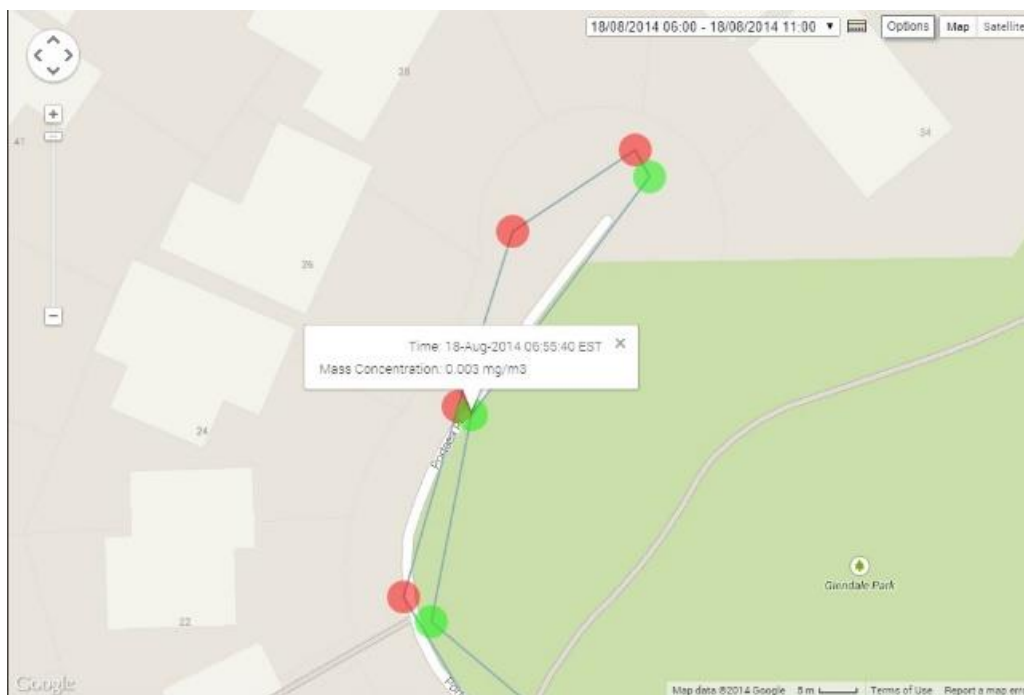 18/08/2014 06:00 - 18/08/2014 11:00
Options
Map
Satellite
28
41
34
26
Time: 18-Aug-2014 06:55:40 EST
Mass Concentration: 0.003 mg/m3
24
22
Glendale Park
Google
Map data ©2014 Google
5 m
Terms of Use
Report a map err